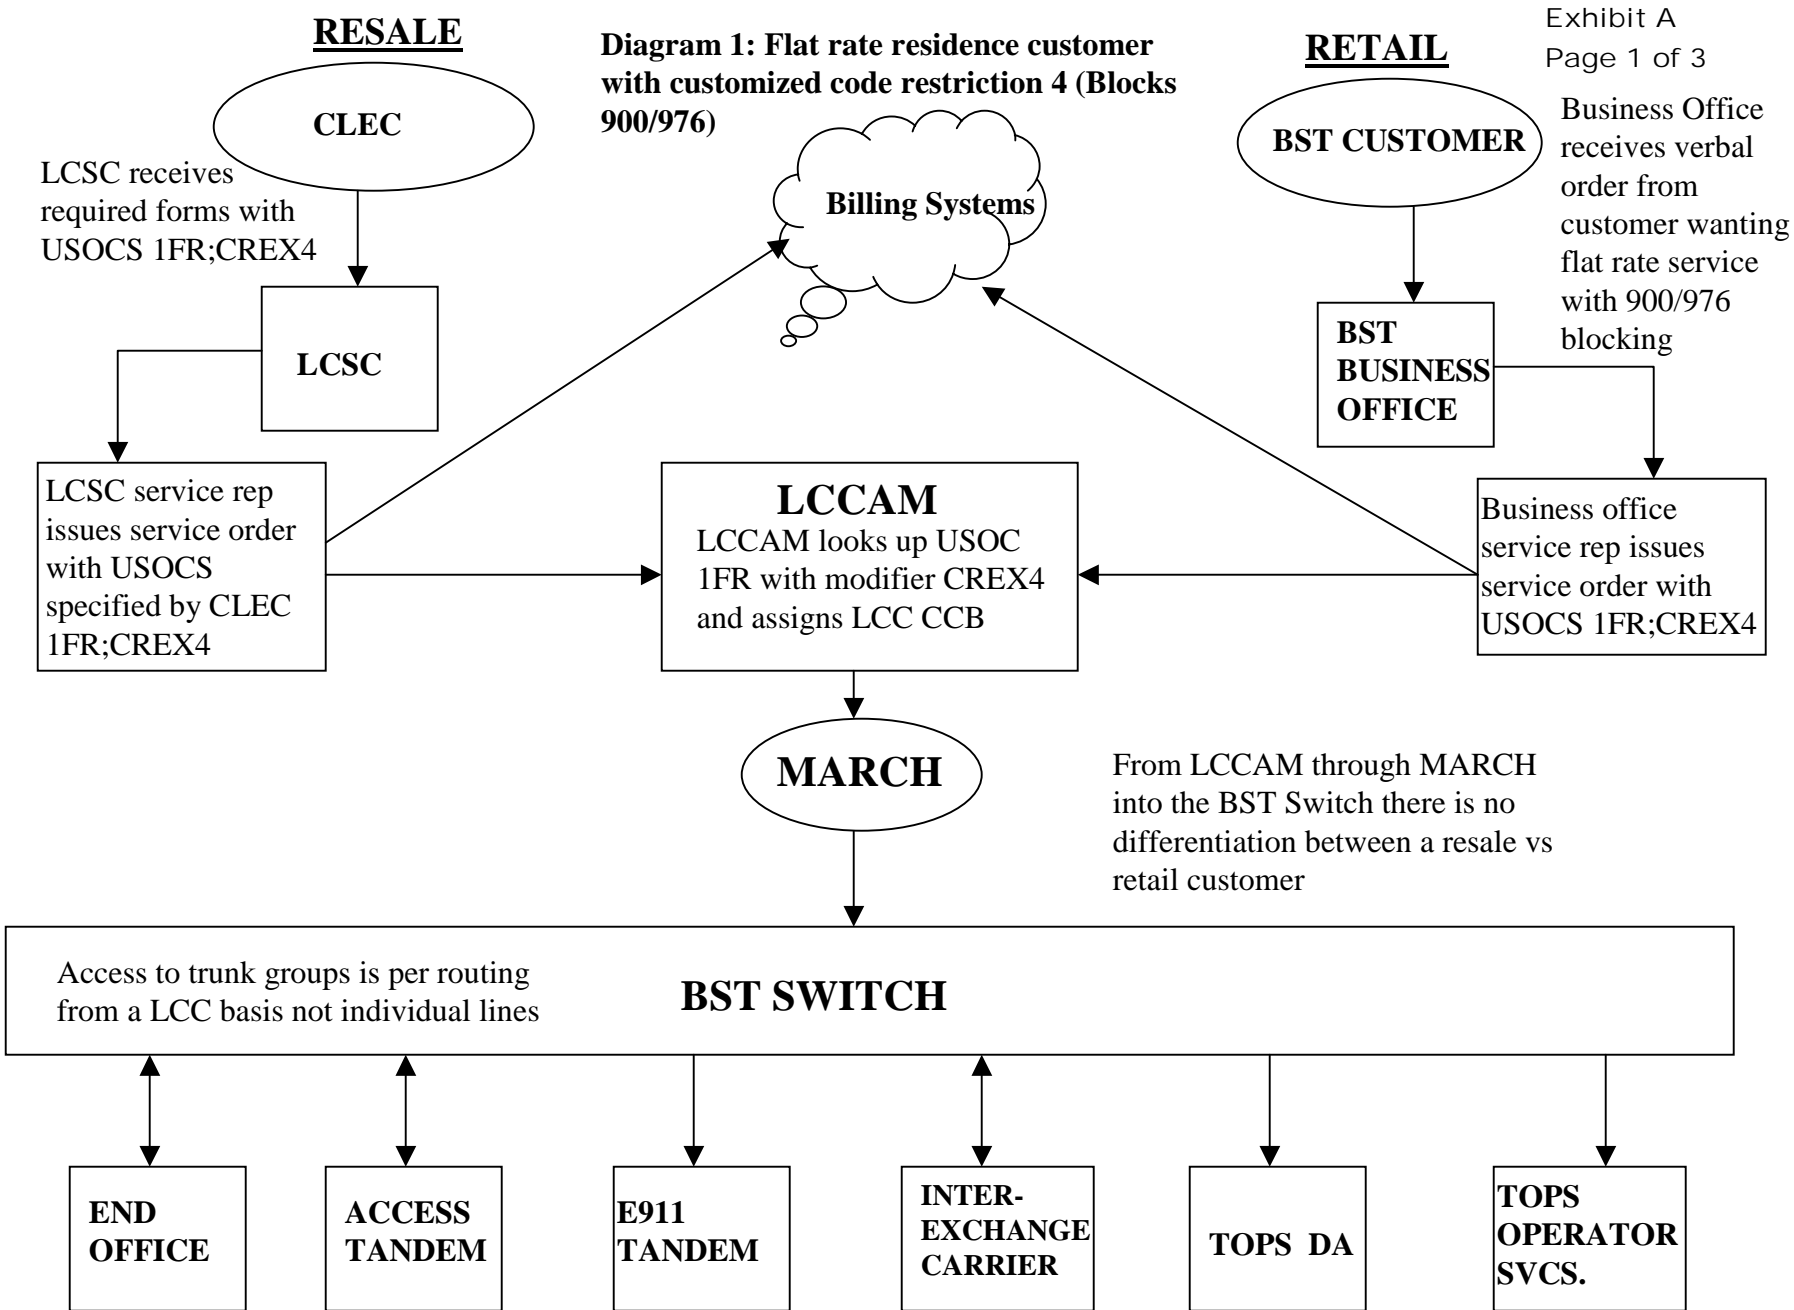 Exhibit A
Page 1 of 3
RESALE
Diagram 1: Flat rate residence customer
with customized code restriction 4 (Blocks
900/976)
RETAIL
CLEC
LCSC receives
required forms with
USOCS 1FR;CREX4
Billing Systems
BST CUSTOMER
Business Office
receives verbal
order from
customer wanting
flat rate service
with 900/976
blocking
LCSC
BST
BUSINESS
OFFICE
LCSC service rep
issues service order
with USOCS
specified by CLEC
1FR;CREX4
LCCAM
LCCAM looks up USOC
1FR with modifier CREX4
and assigns LCC CCB
Business office
service rep issues
service order with
USOCS 1FR;CREX4
MARCH
From LCCAM through MARCH
into the BST Switch there is no
differentiation between a resale vs
retail customer
Access to trunk groups is per routing
from a LCC basis not individual lines
BST SWITCH
END
OFFICE
ACCESS
TANDEM
E911
TANDEM
INTER-
EXCHANGE
CARRIER
TOPS DA
TOPS
OPERATOR
SVCS.